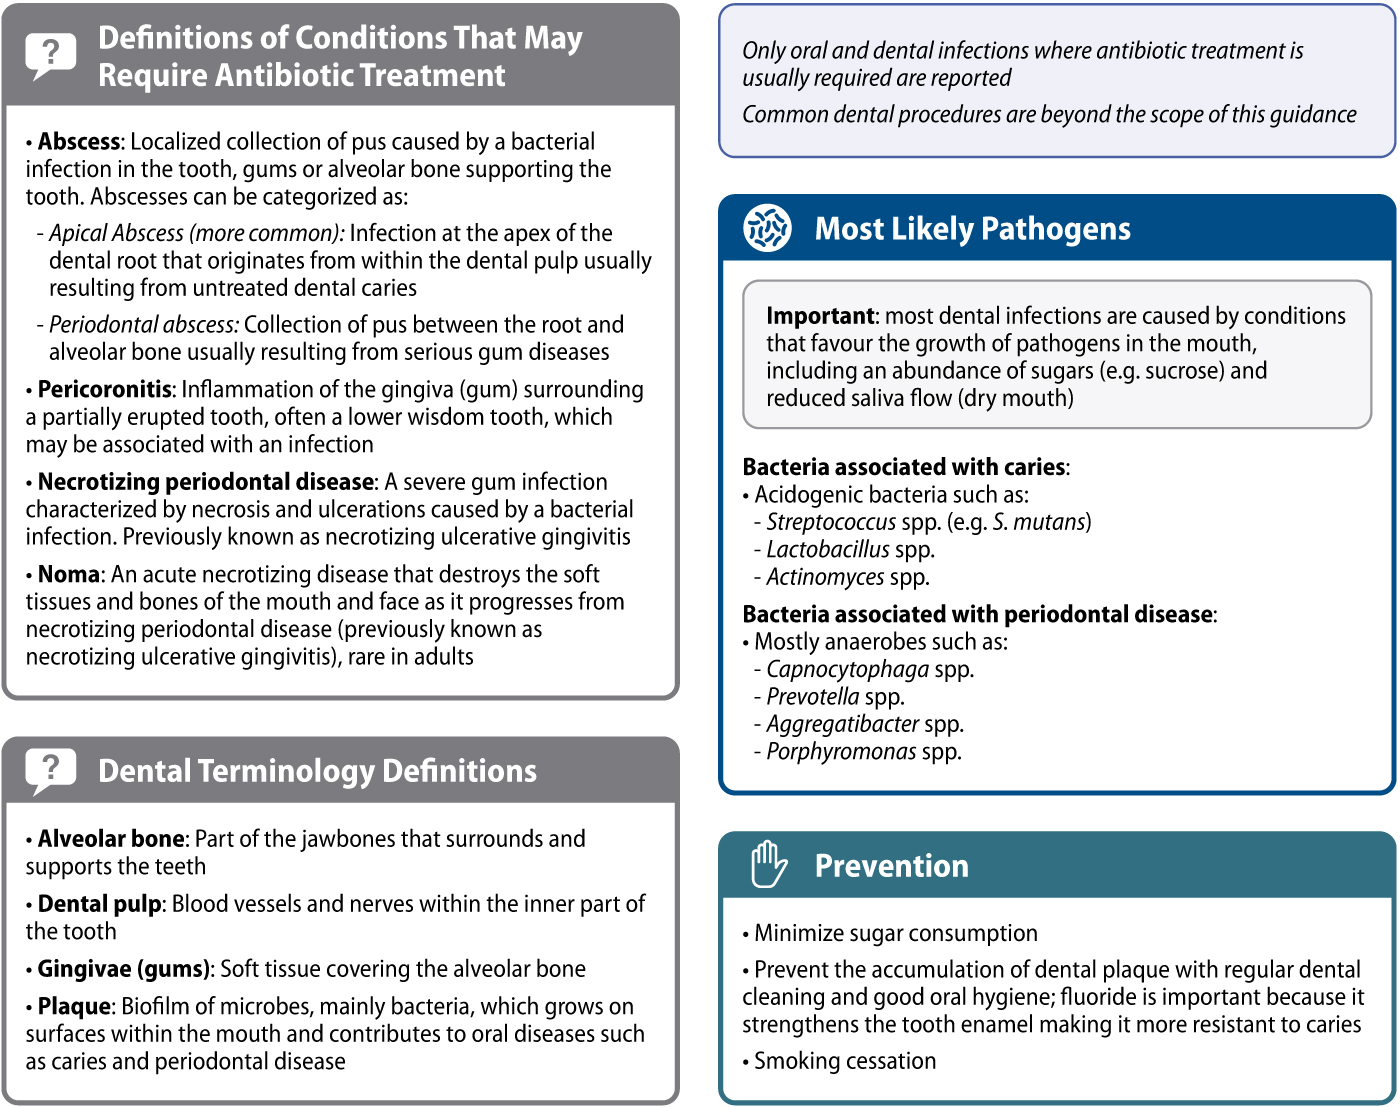 Definitions of Conditions That May
Require Antibiotic Treatment
• Abscess: Localized collection of pus caused by a bacterial
infection in the tooth, gums or alveolar bone supporting the
tooth. Abscesses can be categorized as:
- Apical Abscess (more common): Infection at the apex of the
dental root that originates from within the dental pulp usually
resulting from untreated dental caries
- Periodontal abscess: Collection of pus between the root and
alveolar bone usually resulting from serious gum diseases
• Pericoronitis: Inflammation of the gingiva (gum) surrounding
a partially erupted tooth, often a lower wisdom tooth, which
may be associated with an infection
• Necrotizing periodontal disease: A severe gum infection
characterized by necrosis and ulcerations caused by a bacterial
infection. Previously known as necrotizing ulcerative gingivitis
• Noma: An acute necrotizing disease that destroys the soft
tissues and bones of the mouth and face as it progresses from
necrotizing periodontal disease (previously known as
necrotizing ulcerative gingivitis), rare in adults
Dental Terminology Definitions
• Alveolar bone: Part of the jawbones that surrounds and
supports the teeth
• Dental pulp: Blood vessels and nerves within the inner part of
the tooth
• Gingivae (gums): Soft tissue covering the alveolar bone
• Plaque: Biofilm of microbes, mainly bacteria, which grows on
surfaces within the mouth and contributes to oral diseases such
as caries and periodontal disease
Only oral and dental infections where antibiotic treatment is
usually required are reported
Common dental procedures are beyond the scope of this guidance
Most Likely Pathogens
Important: most dental infections are caused by conditions
that favour the growth of pathogens in the mouth,
including an abundance of sugars (e.g. sucrose) and
reduced saliva flow (dry mouth)
Bacteria associated with caries:
• Acidogenic bacteria such as:
- Streptococcus spp. (e.g. S. mutans)
- Lactobacillus spp.
- Actinomyces spp.
Bacteria associated with periodontal disease:
• Mostly anaerobes such as:
- Capnocytophaga spp.
- Prevotella spp.
- Aggregatibacter spp.
- Porphyromonas spp.
Prevention
• Minimize sugar consumption
• Prevent the accumulation of dental plaque with regular dental
cleaning and good oral hygiene; fluoride is important because it
strengthens the tooth enamel making it more resistant to caries
• Smoking cessation